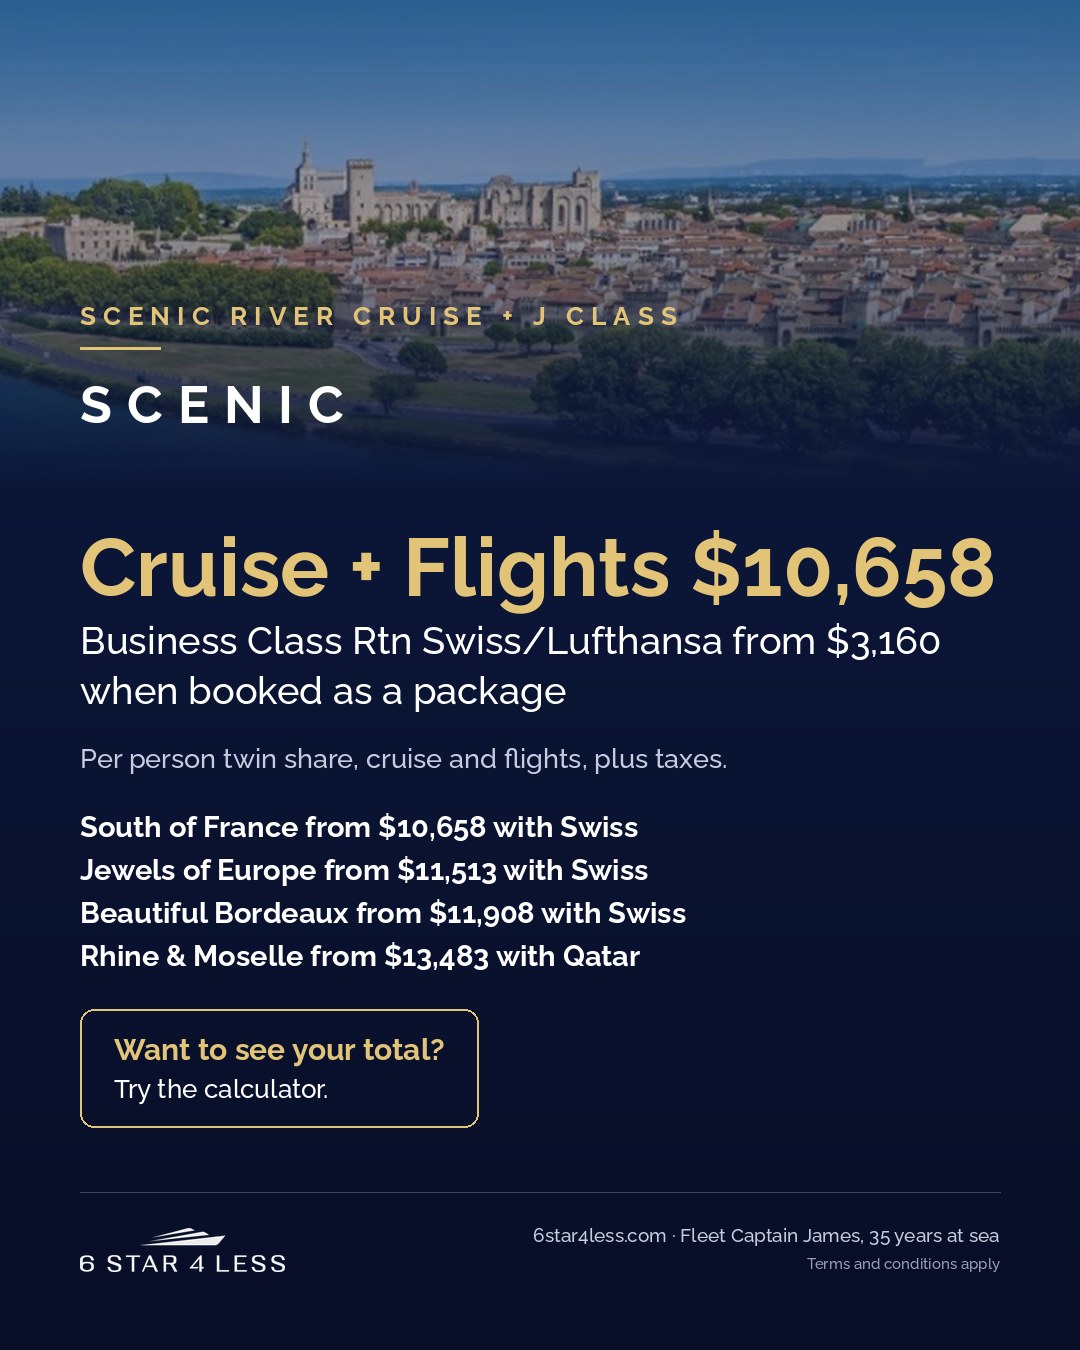 SCENIC RIVER CRUISE + J CLASS
SCENIC
Cruise + Flights $10,658
Business Class Rtn Swiss/Lufthansa from $3,160
when booked as a package
Per person twin share, cruise and flights, plus taxes.
South of France from $10,658 with Swiss
Jewels of Europe from $11,513 with Swiss
Beautiful Bordeaux from $11,908 with Swiss
Rhine & Moselle from $13,483 with Qatar
Want to see your total?
Try the calculator.
6 STAR 4 LESS
6star4less.com · Fleet Captain James, 35 years at sea
Terms and conditions apply